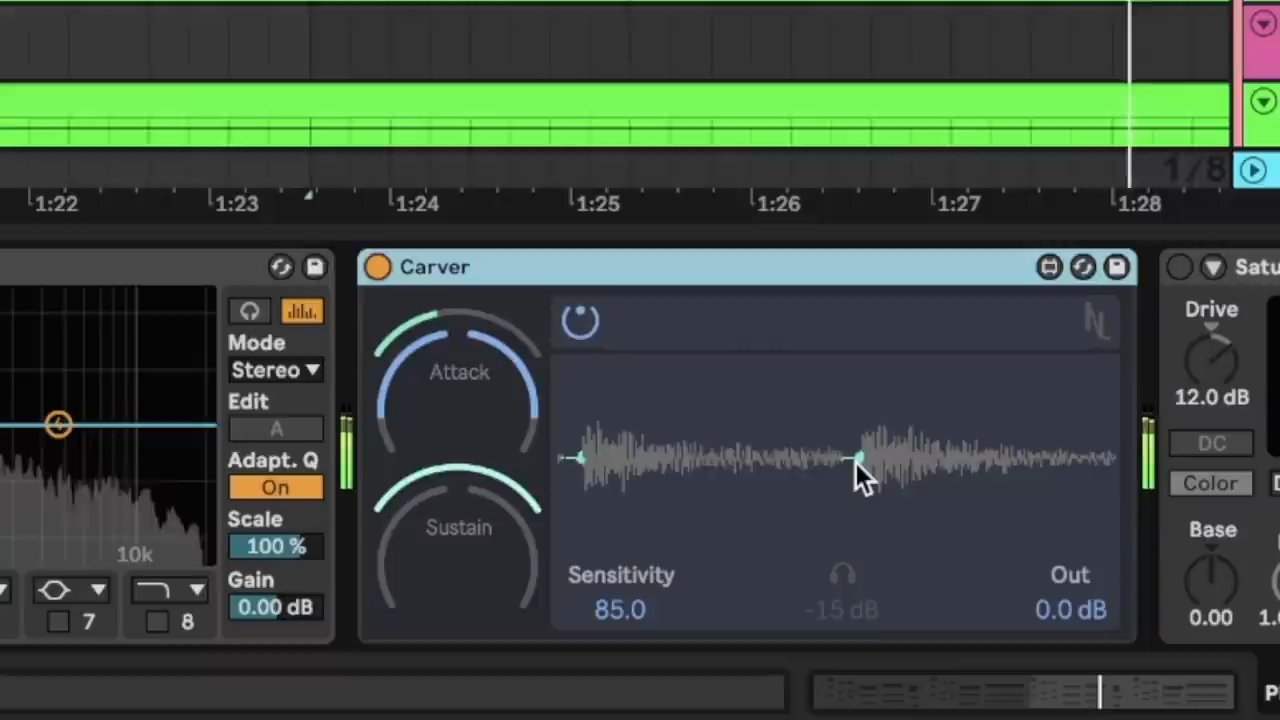 1/8
1:22 1:23 1:24 1:25 1:26 1:27 1:28
Carver
Mode
Stereo
Edit
A
Adapt. Q
On
Scale
100 %
Gain
0.00 dB
10k
7 8
Attack
Sustain
Sensitivity
85.0
-15 dB
Out
0.0 dB
Satu
Drive
12.0 dB
DC
Color
Base
0.00